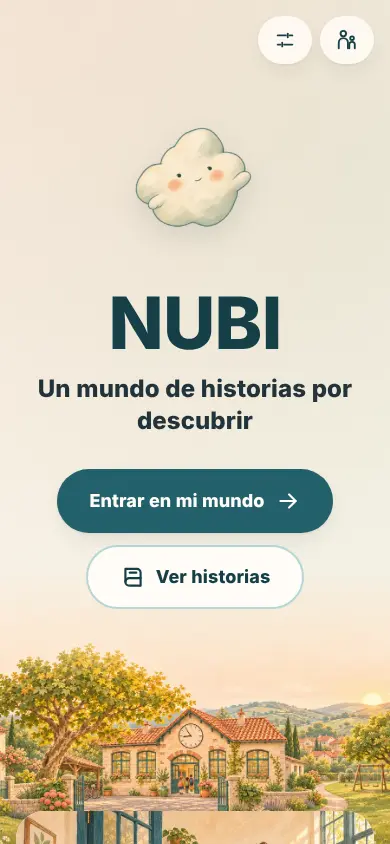 NUBI
Un mundo de historias por
descubrir
Entrar en mi mundo
Ver historias